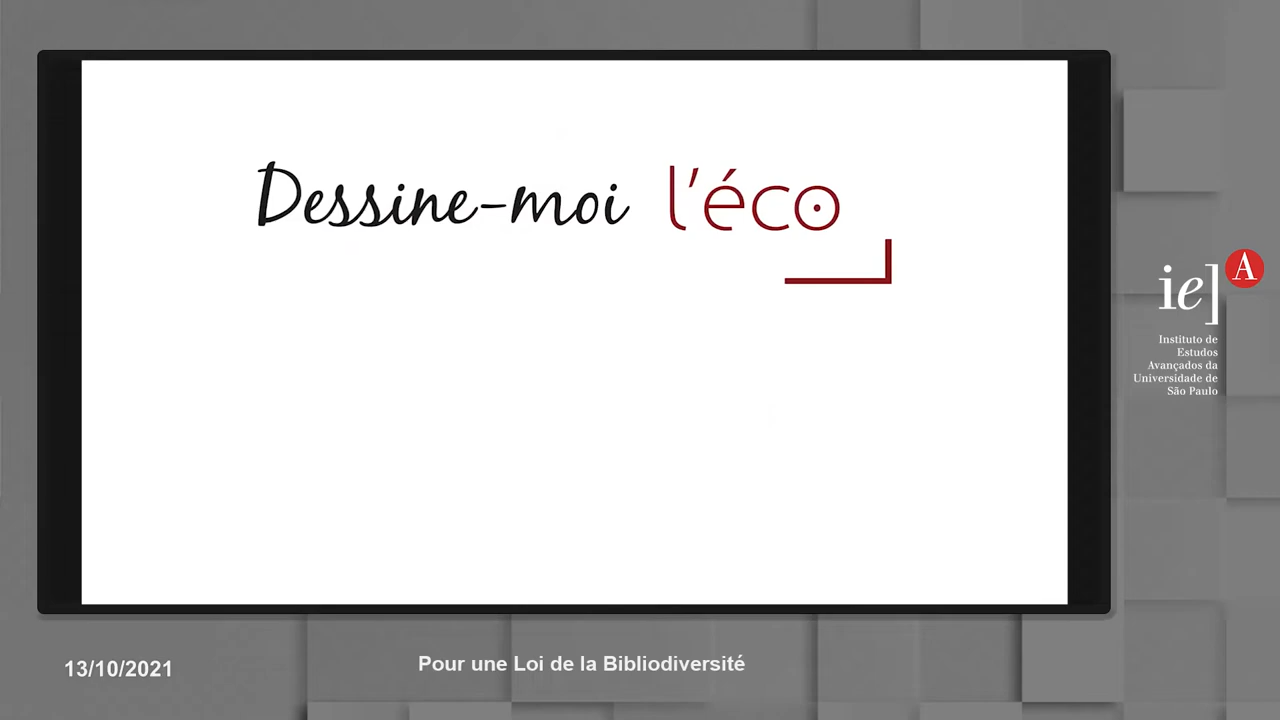 Dessine-moi l'éco
ie] A
Instituto de
Estudos
Avançados da
Universidade de
São Paulo
13/10/2021
Pour une Loi de la Bibliodiversité